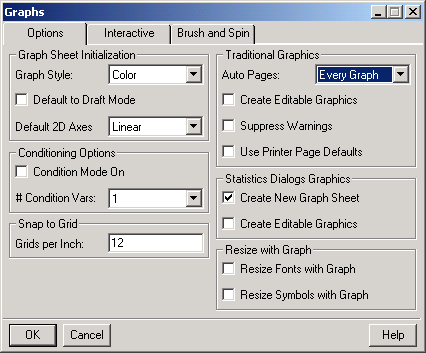 Graphs
Options Interactive Brush and Spin
Graph Sheet Initialization
Graph Style: Color
Default to Draft Mode
Default 2D Axes Linear
Conditioning Options
Condition Mode On
# Condition Vars: 1
Snap to Grid
Grids per Inch: 12
Traditional Graphics
Auto Pages: Every Graph
Create Editable Graphics
Suppress Warnings
Use Printer Page Defaults
Statistics Dialogs Graphics
Create New Graph Sheet
Create Editable Graphics
Resize with Graph
Resize Fonts with Graph
Resize Symbols with Graph
OK Cancel Help